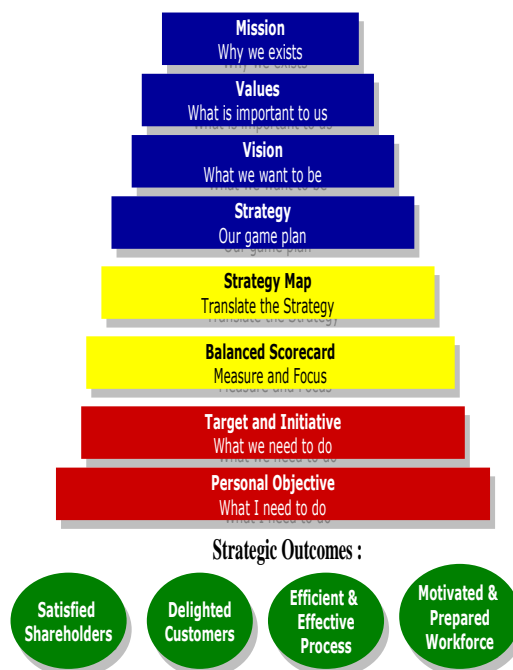 Mission
Why we exists
Values
What is important to us
Vision
What we want to be
Strategy
Our game plan
Strategy Map
Translate the Strategy
Balanced Scorecard
Measure and Focus
Target and Initiative
What we need to do
Personal Objective
What I need to do
Strategic Outcomes :
Satisfied
Shareholders
Delighted
Customers
Efficient &
Effective
Process
Motivated &
Prepared
Workforce